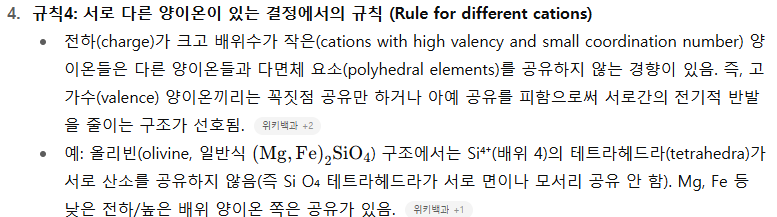 4. 규칙4: 서로 다른 양이온이 있는 결정에서의 규칙 (Rule for different cations)
• 전하(charge)가 크고 배위수가 작은(cations with high valency and small coordination number) 양
이온들은 다른 양이온들과 다면체 요소(polyhedral elements)를 공유하지 않는 경향이 있음. 즉, 고
가수(valence) 양이온끼리는 꼭짓점 공유만 하거나 아예 공유를 피함으로써 서로간의 전기적 반발
을 줄이는 구조가 선호됨. 위키백과 +2
• 예: 올리빈(olivine, 일반식 (Mg, Fe)₂SiO₄) 구조에서는 Si⁴⁺(배위 4)의 테트라헤드라(tetrahedra)가
서로 산소를 공유하지 않음(즉 Si O₄ 테트라헤드라가 서로 면이나 모서리 공유 안 함). Mg, Fe 등
낮은 전하/높은 배위 양이온 쪽은 공유가 있음. 위키백과 +1